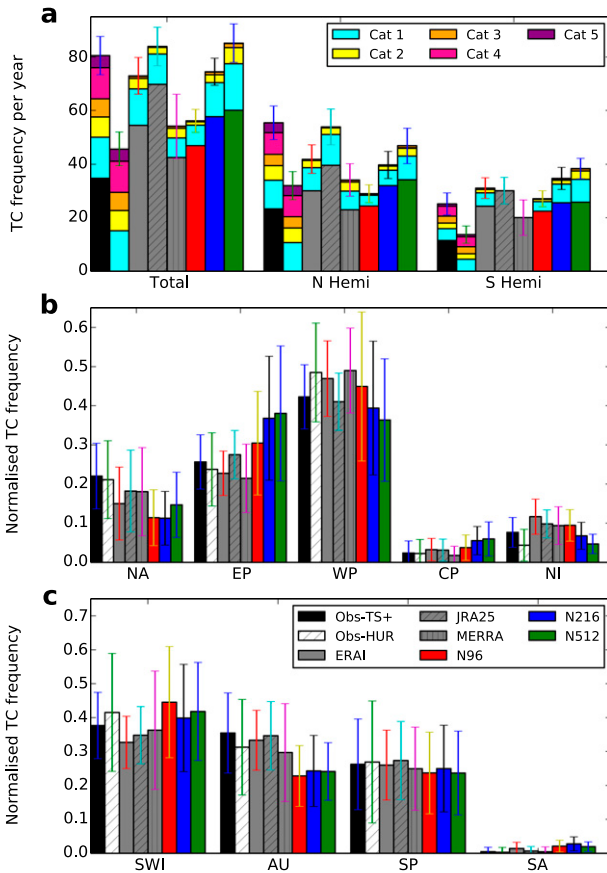 a
TC frequency per year
80
60
40
20
0
Cat 1
Cat 2
Cat 3
Cat 4
Cat 5
Total
N Hemi
S Hemi
b
Normalised TC frequency
0.6
0.5
0.4
0.3
0.2
0.1
0.0
NA
EP
WP
CP
NI
c
Normalised TC frequency
0.7
0.6
0.5
0.4
0.3
0.2
0.1
0.0
Obs-TS+
Obs-HUR
ERAI
JRA25
MERRA
N96
N216
N512
SWI
AU
SP
SA